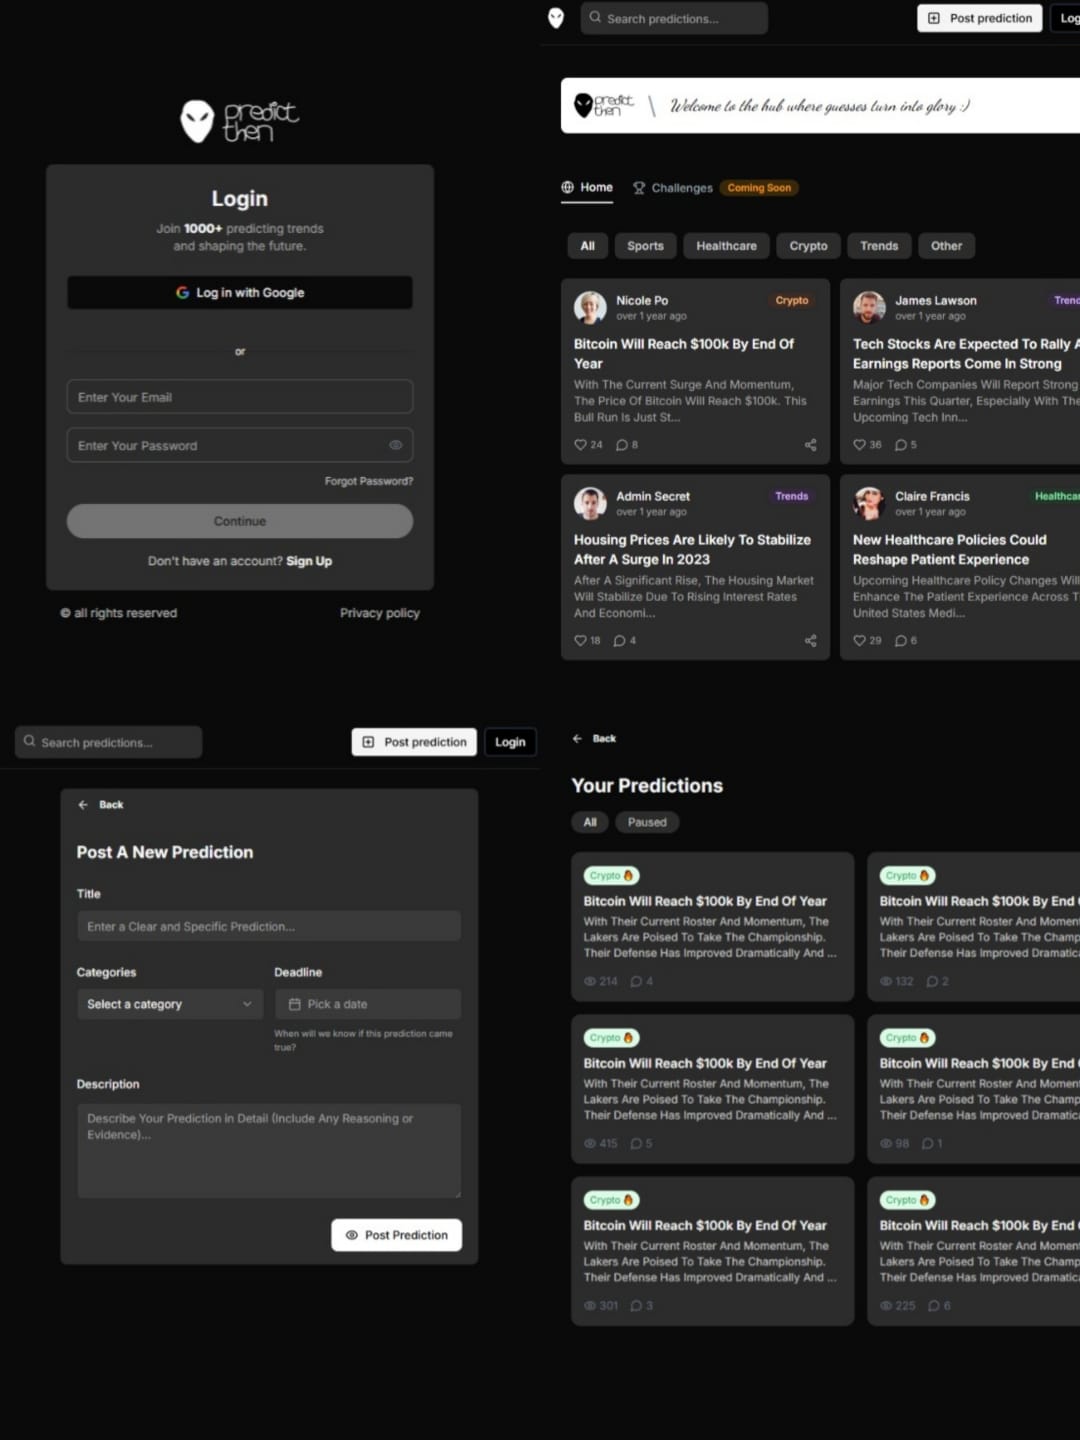 predict
then
Login
Join 1000+ predicting trends
and shaping the future.
Log in with Google
or
Enter Your Email
Enter Your Password
Forgot Password?
Continue
Don't have an account? Sign Up
© all rights reserved
Privacy policy
Search predictions...
Post prediction
Log
predict
then
Welcome to the hub where guesses turn into glory :)
Home
Challenges
Coming Soon
All
Sports
Healthcare
Crypto
Trends
Other
Nicole Po
Crypto
over 1 year ago
Bitcoin Will Reach $100k By End Of
Year
With The Current Surge And Momentum,
The Price Of Bitcoin Will Reach $100k. This
Bull Run Is Just St...
24
8
James Lawson
Trend
over 1 year ago
Tech Stocks Are Expected To Rally A
Earnings Reports Come In Strong
Major Tech Companies Will Report Strong
Earnings This Quarter, Especially With The
Upcoming Tech Inn...
36
5
Admin Secret
Trends
over 1 year ago
Housing Prices Are Likely To Stabilize
After A Surge In 2023
After A Significant Rise, The Housing Market
Will Stabilize Due To Rising Interest Rates
And Economi...
18
4
Claire Francis
Healthcar
over 1 year ago
New Healthcare Policies Could
Reshape Patient Experience
Upcoming Healthcare Policy Changes Will
Enhance The Patient Experience Across T
United States Medi...
29
6
Search predictions...
Post prediction
Login
Back
Post A New Prediction
Title
Enter a Clear and Specific Prediction...
Categories
Deadline
Select a category
Pick a date
When will we know if this prediction came
true?
Description
Describe Your Prediction in Detail (Include Any Reasoning or
Evidence)...
Post Prediction
Back
Your Predictions
All
Paused
Crypto 🔥
Bitcoin Will Reach $100k By End Of Year
With Their Current Roster And Momentum, The
Lakers Are Poised To Take The Championship.
Their Defense Has Improved Dramatically And ...
214
4
Crypto 🔥
Bitcoin Will Reach $100k By End
With Their Current Roster And Momen
Lakers Are Poised To Take The Champ
Their Defense Has Improved Dramatica
132
2
Crypto 🔥
Bitcoin Will Reach $100k By End Of Year
With Their Current Roster And Momentum, The
Lakers Are Poised To Take The Championship.
Their Defense Has Improved Dramatically And ...
415
5
Crypto 🔥
Bitcoin Will Reach $100k By End
With Their Current Roster And Momen
Lakers Are Poised To Take The Champ
Their Defense Has Improved Dramatica
98
1
Crypto 🔥
Bitcoin Will Reach $100k By End Of Year
With Their Current Roster And Momentum, The
Lakers Are Poised To Take The Championship.
Their Defense Has Improved Dramatically And ...
301
3
Crypto 🔥
Bitcoin Will Reach $100k By End
With Their Current Roster And Momen
Lakers Are Poised To Take The Champ
Their Defense Has Improved Dramatica
225
6